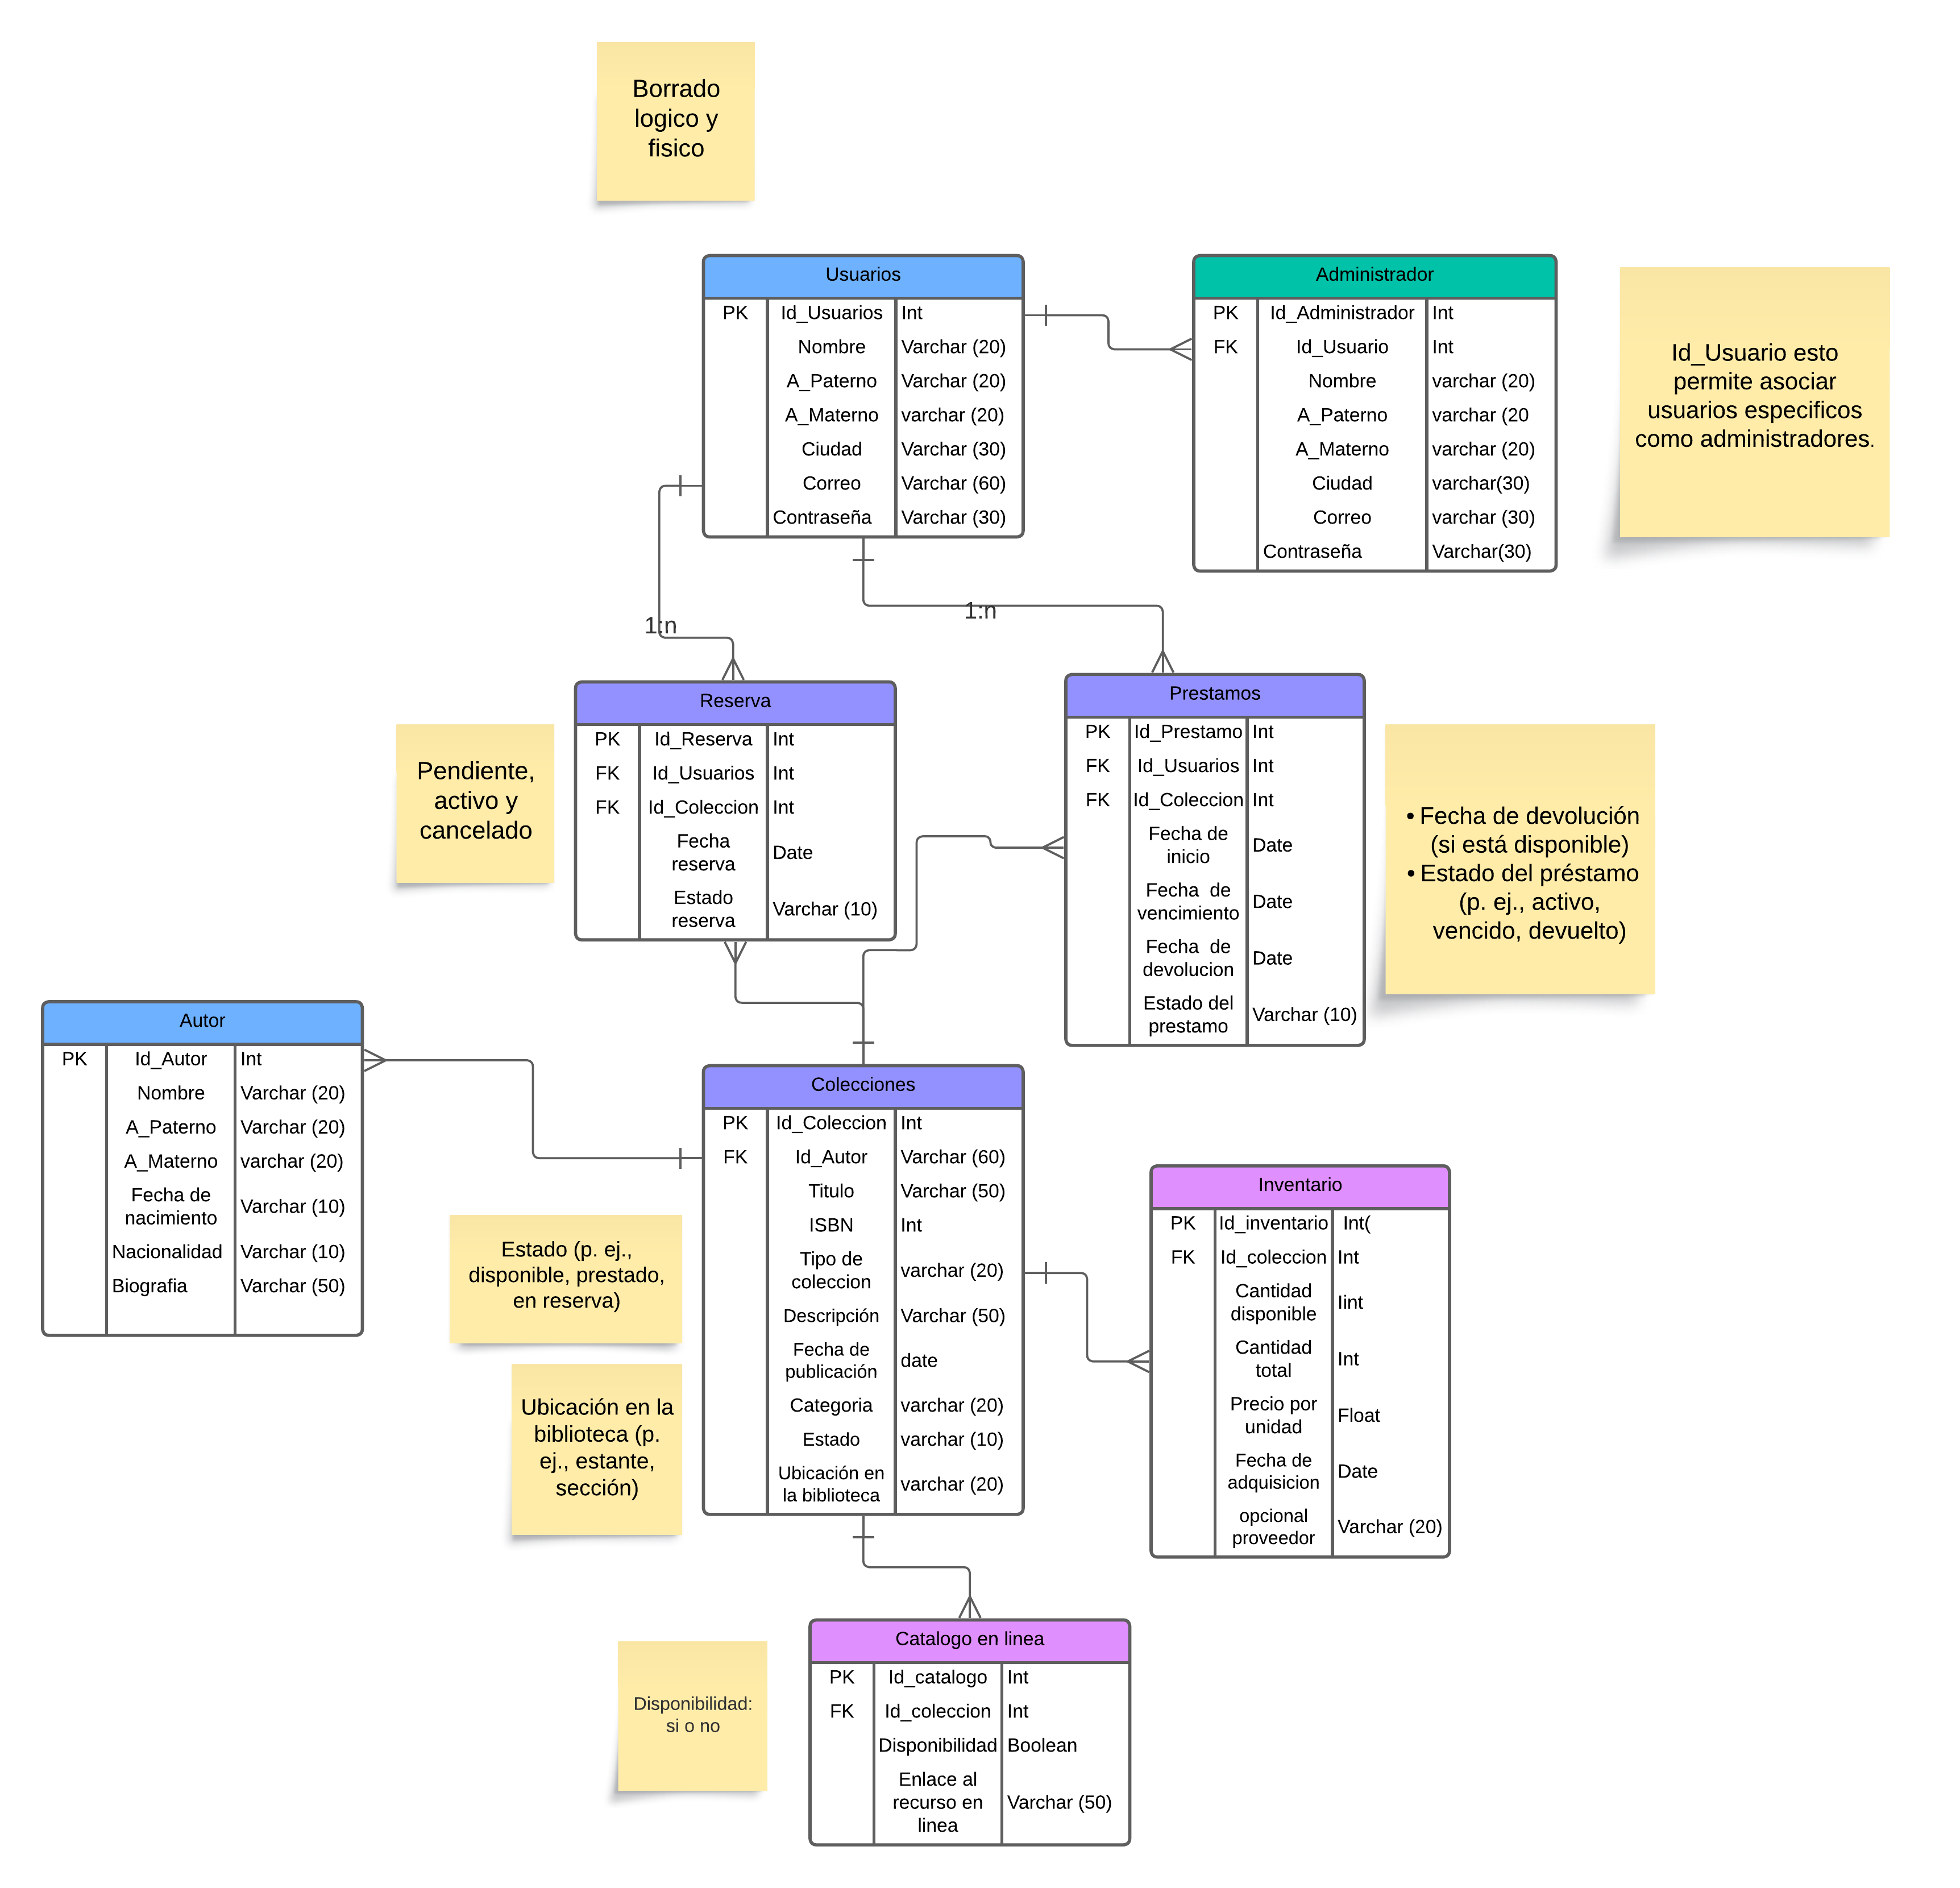 Borrado
logico y
fisico
Usuarios
PK Id_Usuarios Int
Nombre Varchar (20)
A_Paterno Varchar (20)
A_Materno varchar (20)
Ciudad Varchar (30)
Correo Varchar (60)
Contraseña Varchar (30)
Administrador
PK Id_Administrador Int
FK Id_Usuario Int
Nombre varchar (20)
A_Paterno varchar (20
A_Materno varchar (20)
Ciudad varchar(30)
Correo varchar (30)
Contraseña Varchar(30)
Id_Usuario esto
permite asociar
usuarios especificos
como administradores.
1:n
1:n
Pendiente,
activo y
cancelado
Reserva
PK Id_Reserva Int
FK Id_Usuarios Int
FK Id_Coleccion Int
Fecha
reserva Date
Estado
reserva Varchar (10)
Prestamos
PK Id_Prestamo Int
FK Id_Usuarios Int
FK Id_Coleccion Int
Fecha de
inicio Date
Fecha de
vencimiento Date
Fecha de
devolucion Date
Estado del
prestamo Varchar (10)
• Fecha de devolución
(si está disponible)
• Estado del préstamo
(p. ej., activo,
vencido, devuelto)
Autor
PK Id_Autor Int
Nombre Varchar (20)
A_Paterno Varchar (20)
A_Materno varchar (20)
Fecha de
nacimiento Varchar (10)
Nacionalidad Varchar (10)
Biografia Varchar (50)
Estado (p. ej.,
disponible, prestado,
en reserva)
Ubicación en la
biblioteca (p.
ej., estante,
sección)
Colecciones
PK Id_Coleccion Int
FK Id_Autor Varchar (60)
Titulo Varchar (50)
ISBN Int
Tipo de
coleccion varchar (20)
Descripción Varchar (50)
Fecha de
publicación date
Categoria varchar (20)
Estado varchar (10)
Ubicación en
la biblioteca varchar (20)
Inventario
PK Id_inventario Int(
FK Id_coleccion Int
Cantidad
disponible Iint
Cantidad
total Int
Precio por
unidad Float
Fecha de
adquisicion Date
opcional
proveedor Varchar (20)
Disponibilidad:
si o no
Catalogo en linea
PK Id_catalogo Int
FK Id_coleccion Int
Disponibilidad Boolean
Enlace al
recurso en
linea Varchar (50)